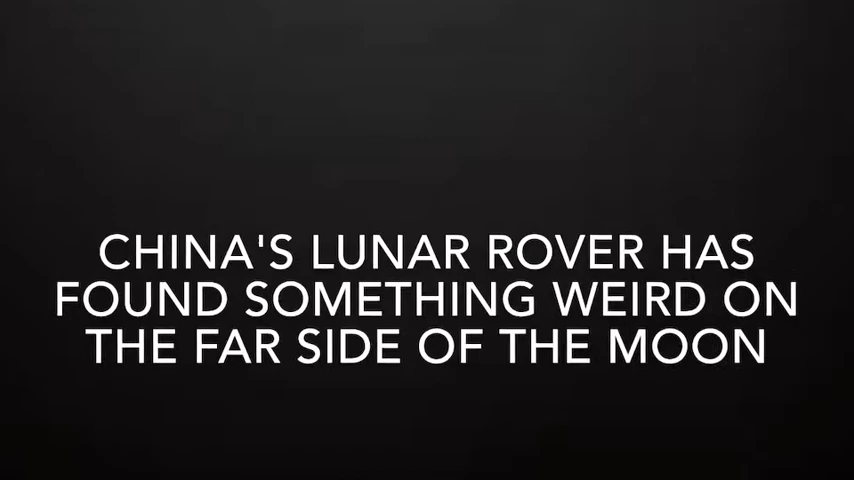 CHINA'S LUNAR ROVER HAS
FOUND SOMETHING WEIRD ON
THE FAR SIDE OF THE MOON